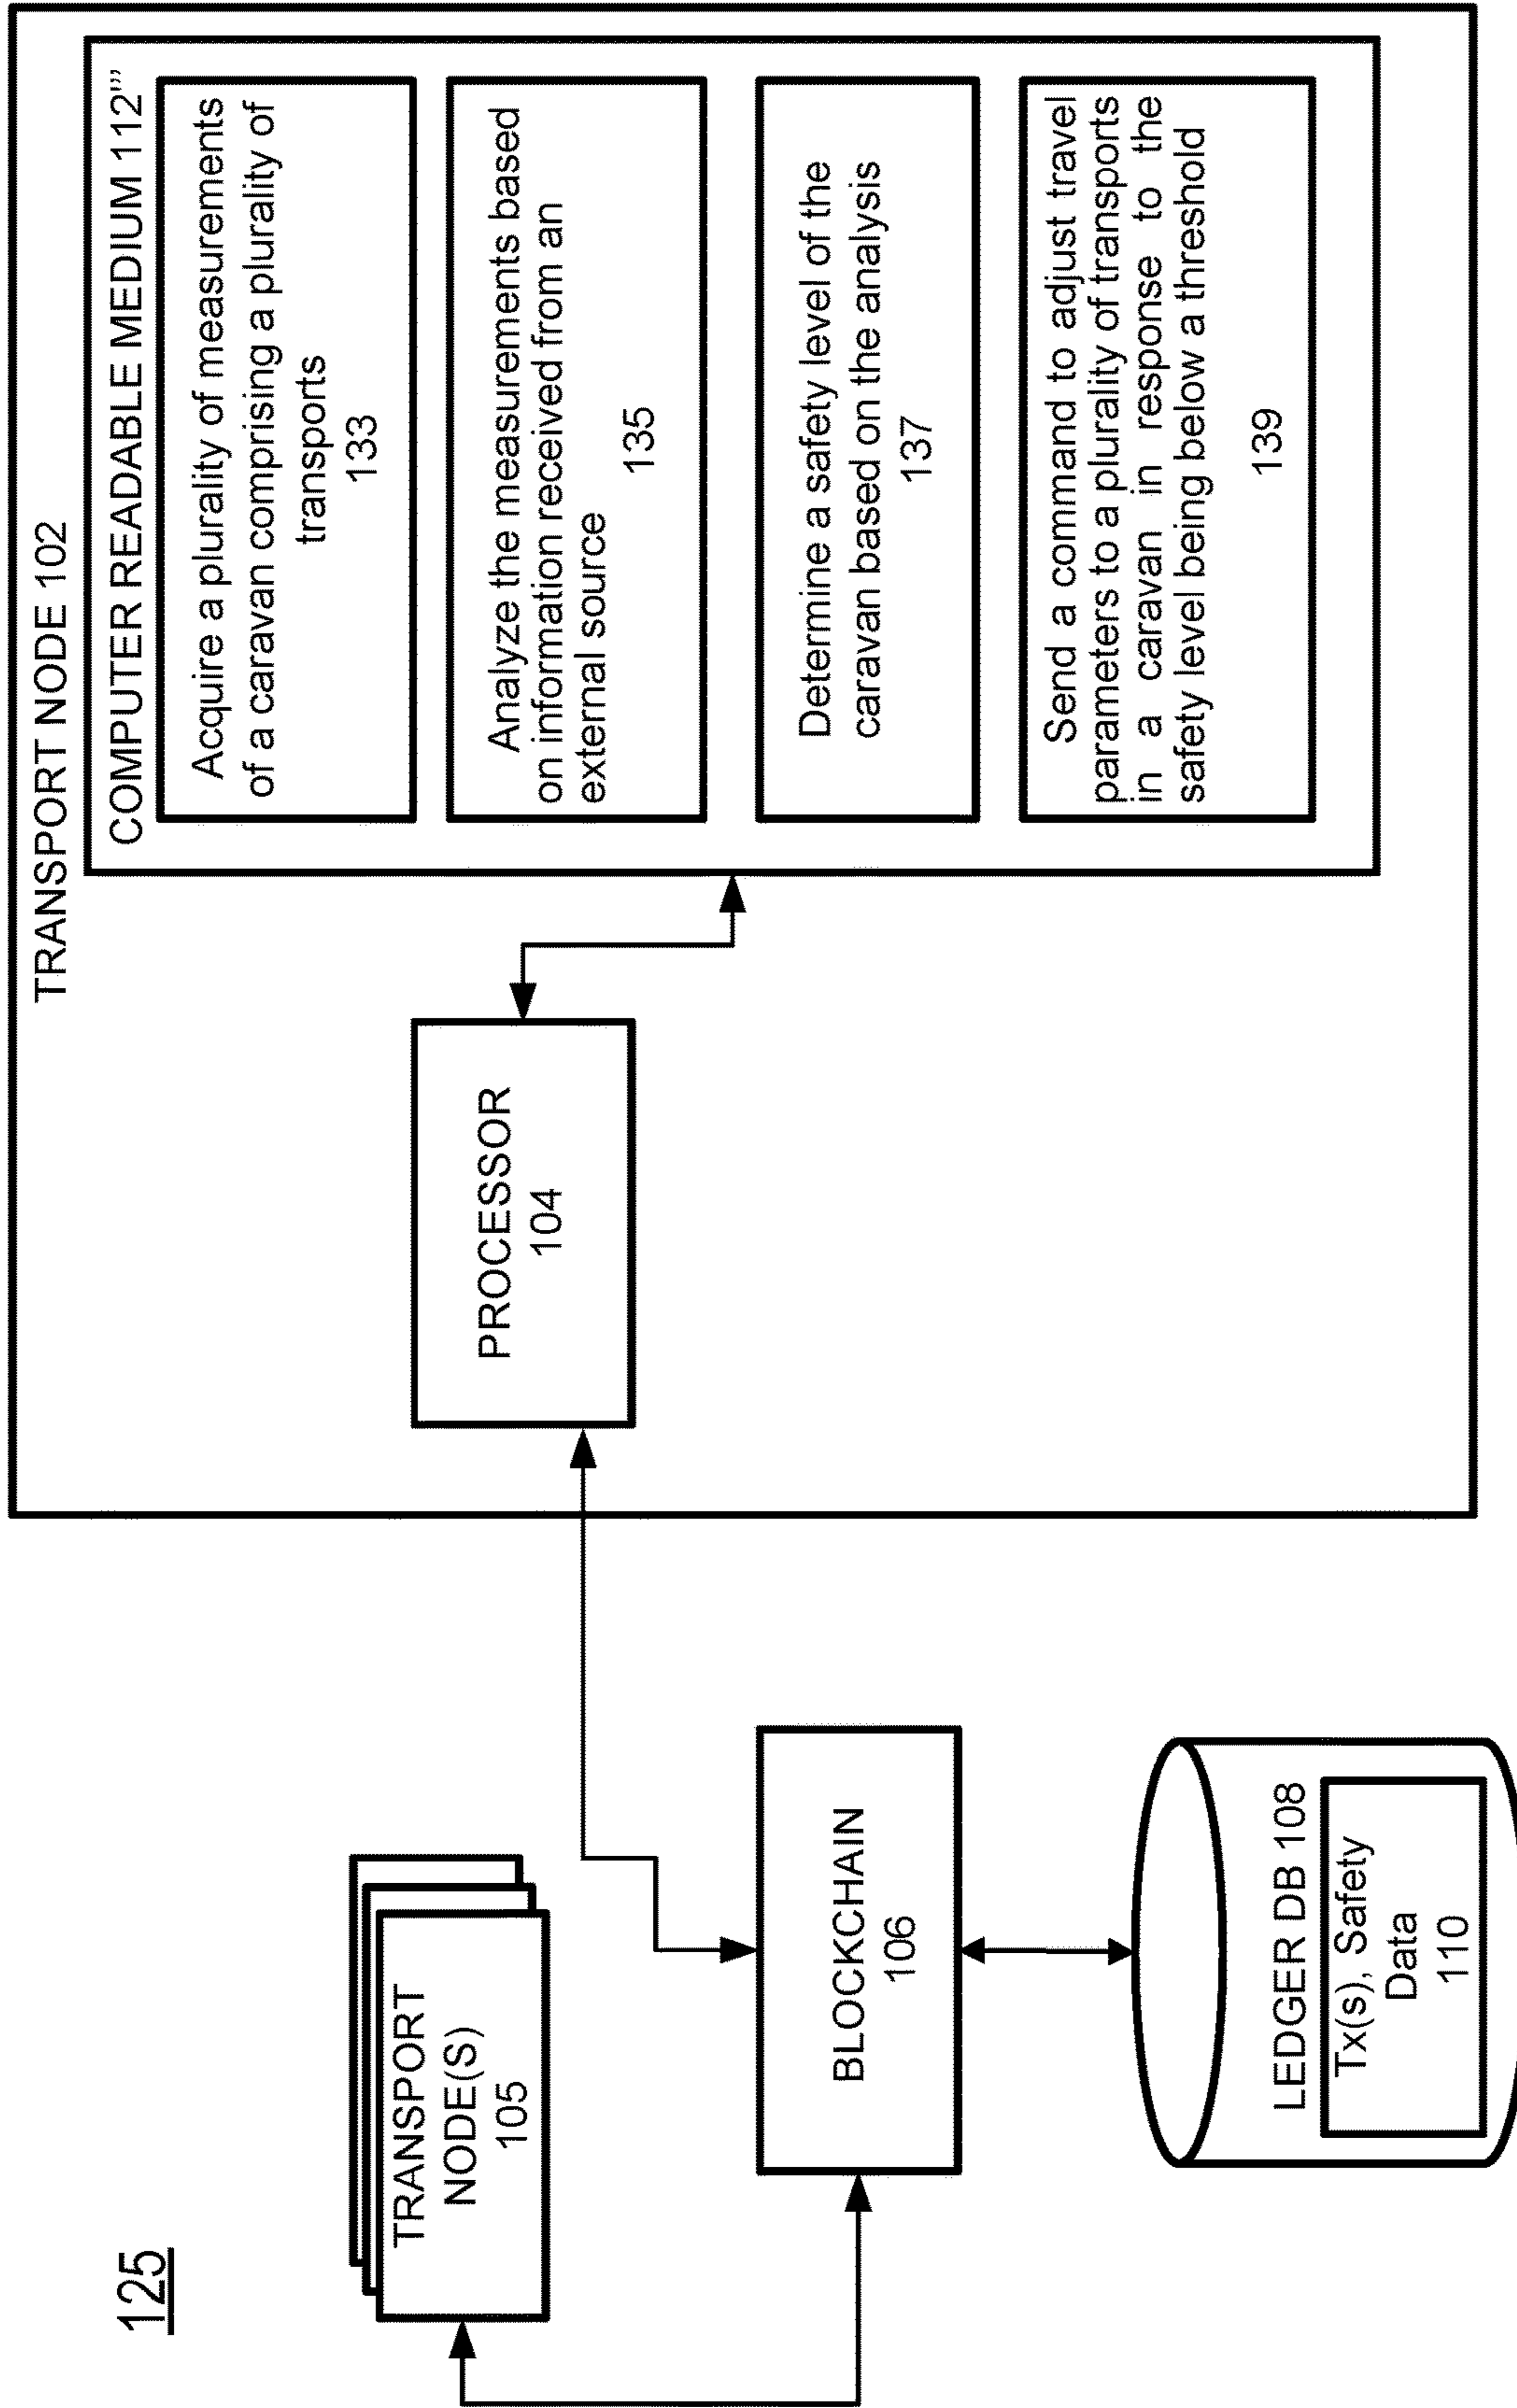 125
TRANSPORT
NODE(S)
105
BLOCKCHAIN
106
LEDGER DB 108
Tx(s), Safety
Data
110
TRANSPORT NODE 102
PROCESSOR
104
COMPUTER READABLE MEDIUM 112'''
Acquire a plurality of measurements
of a caravan comprising a plurality of
transports
133
Analyze the measurements based
on information received from an
external source
135
Determine a safety level of the
caravan based on the analysis
137
Send a command to adjust travel
parameters to a plurality of transports
in a caravan in response to the
safety level being below a threshold
139